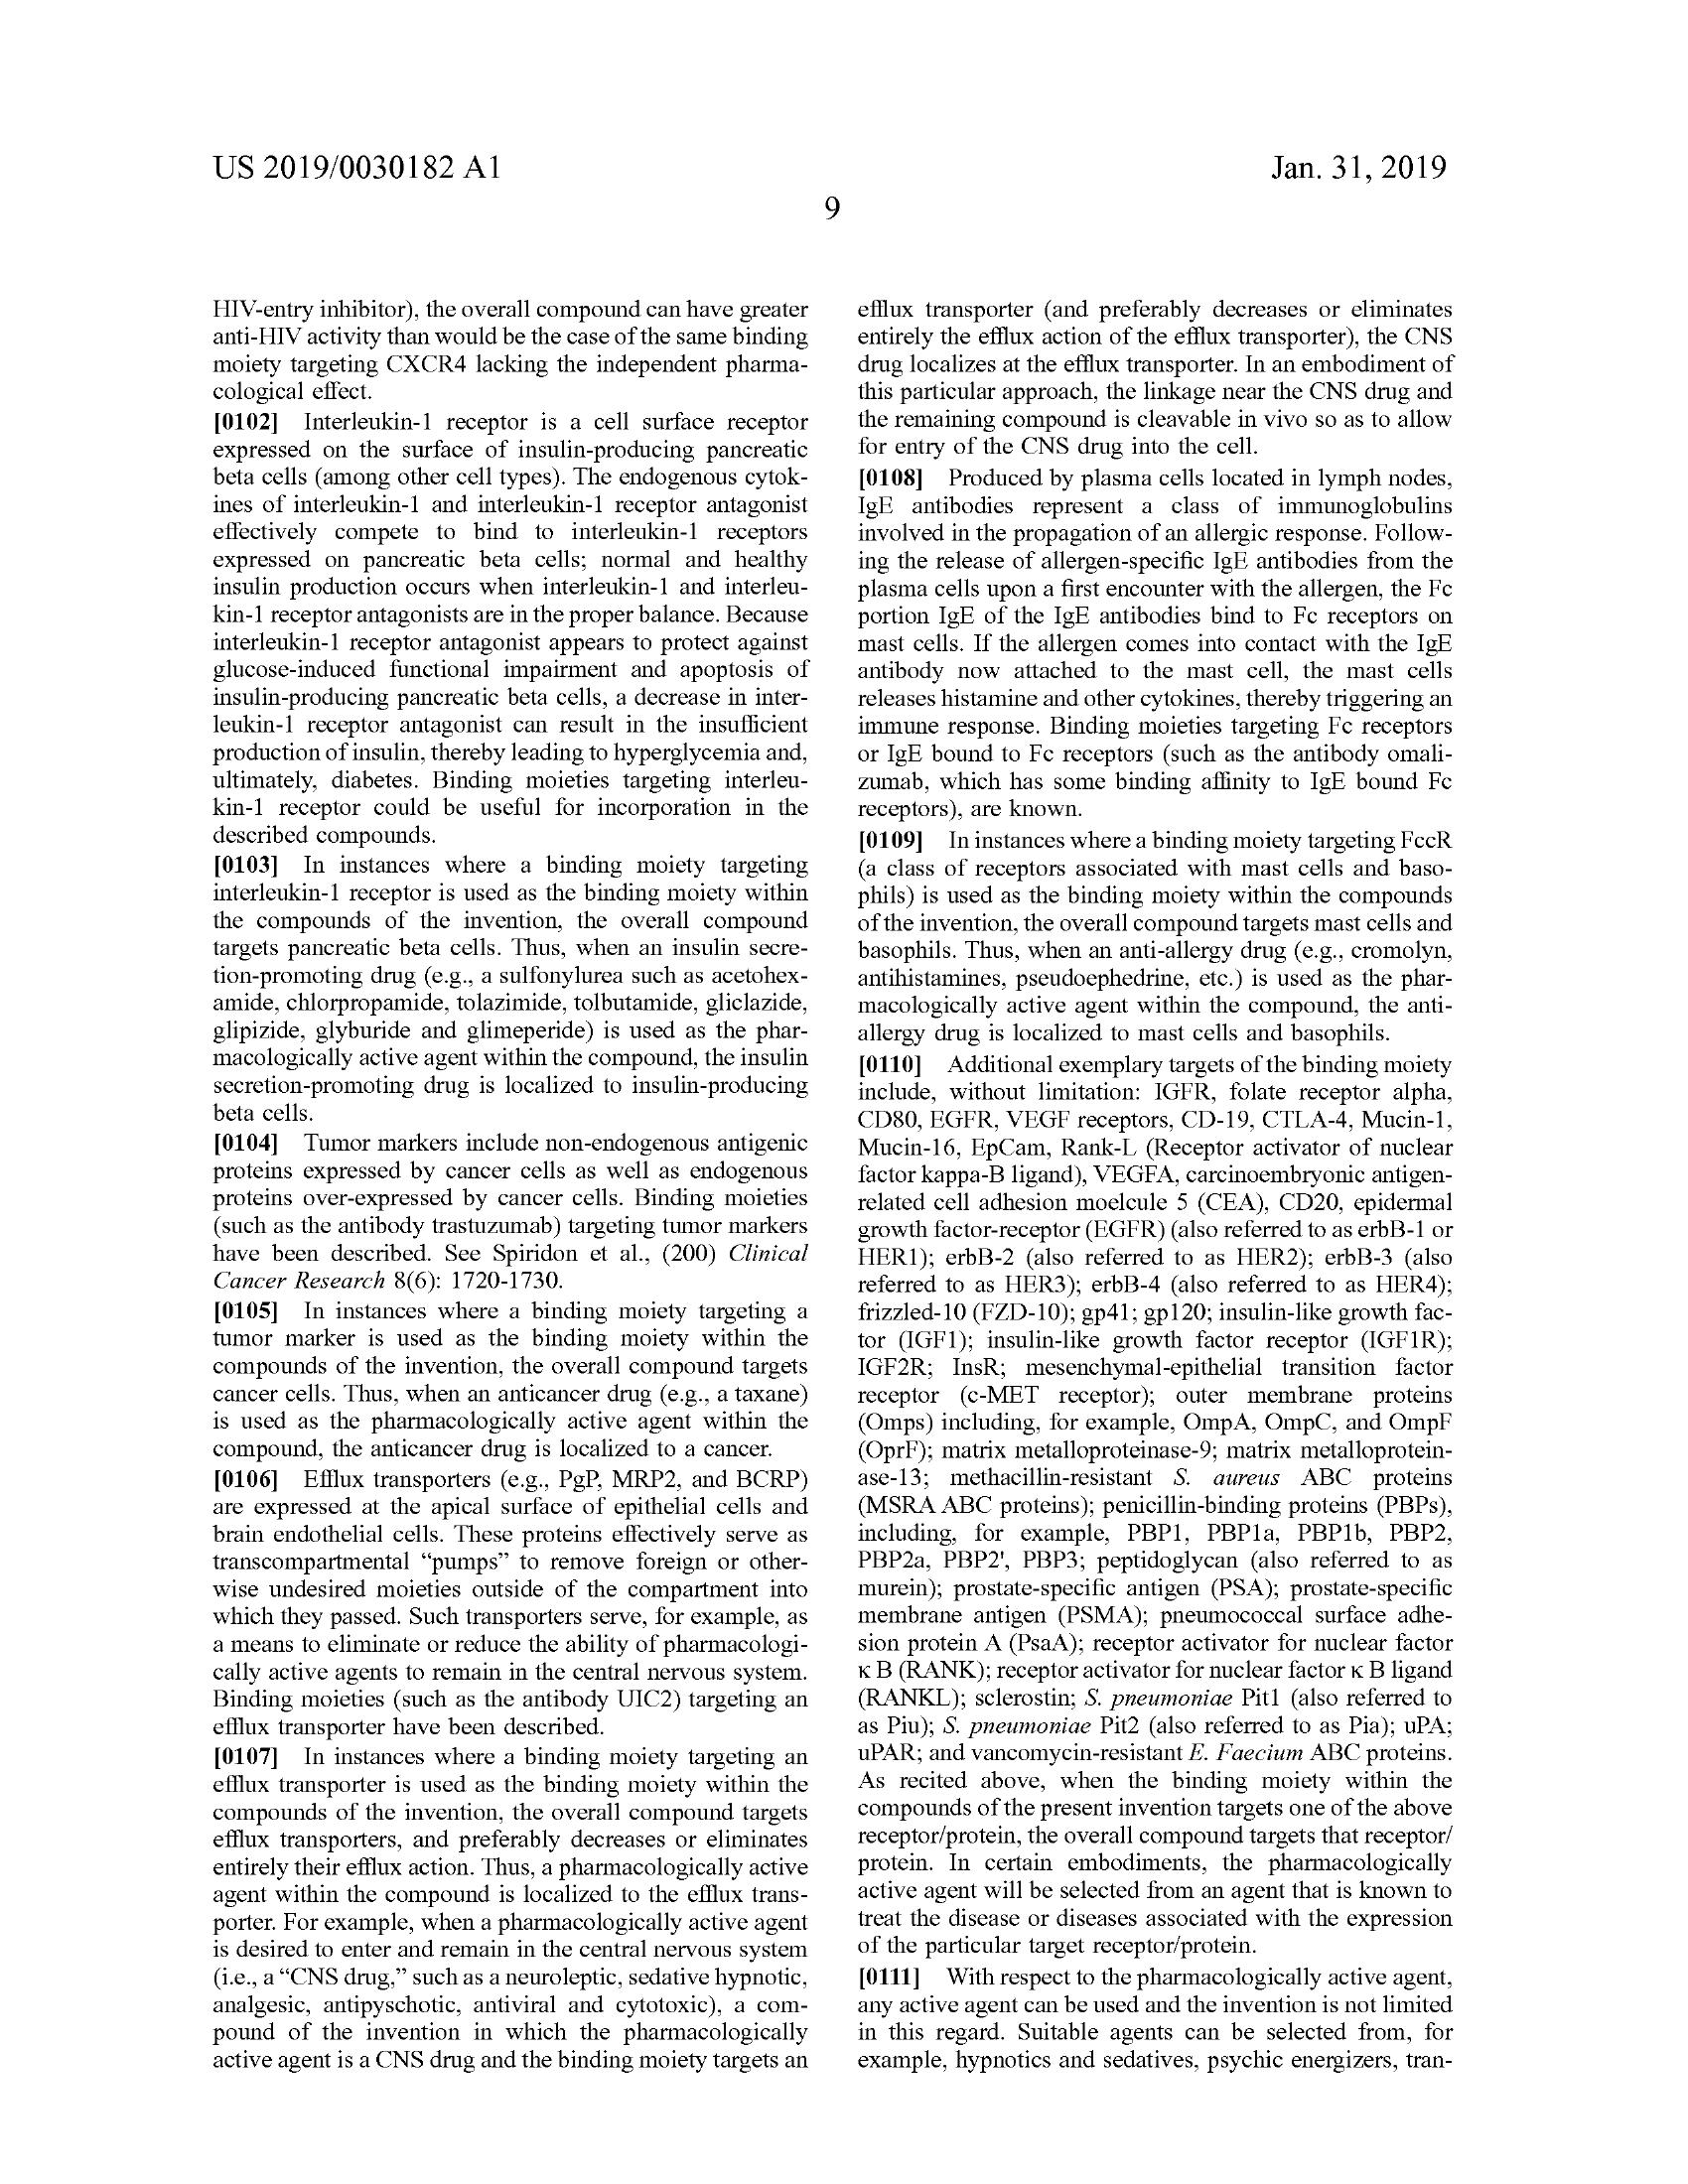 US 2019/0030182 A1
Jan. 31, 2019
9
HIV-entry inhibitor), the overall compound can have greater
anti-HIV activity than would be the case of the same binding
moiety targeting CXCR4 lacking the independent pharma-
cological effect.
[0102] Interleukin-1 receptor is a cell surface receptor
expressed on the surface of insulin-producing pancreatic
beta cells (among other cell types). The endogenous cytok-
ines of interleukin-1 and interleukin-1 receptor antagonist
effectively compete to bind to interleukin-1 receptors
expressed on pancreatic beta cells; normal and healthy
insulin production occurs when interleukin-1 and interleu-
kin-1 receptor antagonists are in the proper balance. Because
interleukin-1 receptor antagonist appears to protect against
glucose-induced functional impairment and apoptosis of
insulin-producing pancreatic beta cells, a decrease in inter-
leukin-1 receptor antagonist can result in the insufficient
production of insulin, thereby leading to hyperglycemia and,
ultimately, diabetes. Binding moieties targeting interleu-
kin-1 receptor could be useful for incorporation in the
described compounds.
[0103] In instances where a binding moiety targeting
interleukin-1 receptor is used as the binding moiety within
the compounds of the invention, the overall compound
targets pancreatic beta cells. Thus, when an insulin secre-
tion-promoting drug (e.g., a sulfonylurea such as acetohex-
amide, chlorpropamide, tolazimide, tolbutamide, gliclazide,
glipizide, glyburide and glimeperide) is used as the phar-
macologically active agent within the compound, the insulin
secretion-promoting drug is localized to insulin-producing
beta cells.
[0104] Tumor markers include non-endogenous antigenic
proteins expressed by cancer cells as well as endogenous
proteins over-expressed by cancer cells. Binding moieties
(such as the antibody trastuzumab) targeting tumor markers
have been described. See Spiridon et al., (200) Clinical
Cancer Research 8(6): 1720-1730.
[0105] In instances where a binding moiety targeting a
tumor marker is used as the binding moiety within the
compounds of the invention, the overall compound targets
cancer cells. Thus, when an anticancer drug (e.g., a taxane)
is used as the pharmacologically active agent within the
compound, the anticancer drug is localized to a cancer.
[0106] Efflux transporters (e.g., PgP, MRP2, and BCRP)
are expressed at the apical surface of epithelial cells and
brain endothelial cells. These proteins effectively serve as
transcompartmental “pumps” to remove foreign or other-
wise undesired moieties outside of the compartment into
which they passed. Such transporters serve, for example, as
a means to eliminate or reduce the ability of pharmacologi-
cally active agents to remain in the central nervous system.
Binding moieties (such as the antibody UIC2) targeting an
efflux transporter have been described.
[0107] In instances where a binding moiety targeting an
efflux transporter is used as the binding moiety within the
compounds of the invention, the overall compound targets
efflux transporters, and preferably decreases or eliminates
entirely their efflux action. Thus, a pharmacologically active
agent within the compound is localized to the efflux trans-
porter. For example, when a pharmacologically active agent
is desired to enter and remain in the central nervous system
(i.e., a “CNS drug,” such as a neuroleptic, sedative hypnotic,
analgesic, antipyschotic, antiviral and cytotoxic), a com-
pound of the invention in which the pharmacologically
active agent is a CNS drug and the binding moiety targets an
efflux transporter (and preferably decreases or eliminates
entirely the efflux action of the efflux transporter), the CNS
drug localizes at the efflux transporter. In an embodiment of
this particular approach, the linkage near the CNS drug and
the remaining compound is cleavable in vivo so as to allow
for entry of the CNS drug into the cell.
[0108] Produced by plasma cells located in lymph nodes,
IgE antibodies represent a class of immunoglobulins
involved in the propagation of an allergic response. Follow-
ing the release of allergen-specific IgE antibodies from the
plasma cells upon a first encounter with the allergen, the Fc
portion IgE of the IgE antibodies bind to Fc receptors on
mast cells. If the allergen comes into contact with the IgE
antibody now attached to the mast cell, the mast cells
releases histamine and other cytokines, thereby triggering an
immune response. Binding moieties targeting Fc receptors
or IgE bound to Fc receptors (such as the antibody omali-
zumab, which has some binding affinity to IgE bound Fc
receptors), are known.
[0109] In instances where a binding moiety targeting FcεR
(a class of receptors associated with mast cells and baso-
phils) is used as the binding moiety within the compounds
of the invention, the overall compound targets mast cells and
basophils. Thus, when an anti-allergy drug (e.g., cromolyn,
antihistamines, pseudoephedrine, etc.) is used as the phar-
macologically active agent within the compound, the anti-
allergy drug is localized to mast cells and basophils.
[0110] Additional exemplary targets of the binding moiety
include, without limitation: IGFR, folate receptor alpha,
CD80, EGFR, VEGF receptors, CD-19, CTLA-4, Mucin-1,
Mucin-16, EpCam, Rank-L (Receptor activator of nuclear
factor kappa-B ligand), VEGFA, carcinoembryonic antigen-
related cell adhesion moelcule 5 (CEA), CD20, epidermal
growth factor-receptor (EGFR) (also referred to as erbB-1 or
HER1); erbB-2 (also referred to as HER2); erbB-3 (also
referred to as HER3); erbB-4 (also referred to as HER4);
frizzled-10 (FZD-10); gp41; gp120; insulin-like growth fac-
tor (IGF1); insulin-like growth factor receptor (IGF1R);
IGF2R; InsR; mesenchymal-epithelial transition factor
receptor (c-MET receptor); outer membrane proteins
(Omps) including, for example, OmpA, OmpC, and OmpF
(OprF); matrix metalloproteinase-9; matrix metalloprotein-
ase-13; methacillin-resistant S. aureus ABC proteins
(MSRA ABC proteins); penicillin-binding proteins (PBPs),
including, for example, PBP1, PBP1a, PBP1b, PBP2,
PBP2a, PBP2', PBP3; peptidoglycan (also referred to as
murein); prostate-specific antigen (PSA); prostate-specific
membrane antigen (PSMA); pneumococcal surface adhe-
sion protein A (PsaA); receptor activator for nuclear factor
κ B (RANK); receptor activator for nuclear factor κ B ligand
(RANKL); sclerostin; S. pneumoniae Pit1 (also referred to
as Piu); S. pneumoniae Pit2 (also referred to as Pia); uPA;
uPAR; and vancomycin-resistant E. Faecium ABC proteins.
As recited above, when the binding moiety within the
compounds of the present invention targets one of the above
receptor/protein, the overall compound targets that receptor/
protein. In certain embodiments, the pharmacologically
active agent will be selected from an agent that is known to
treat the disease or diseases associated with the expression
of the particular target receptor/protein.
[0111] With respect to the pharmacologically active agent,
any active agent can be used and the invention is not limited
in this regard. Suitable agents can be selected from, for
example, hypnotics and sedatives, psychic energizers, tran-